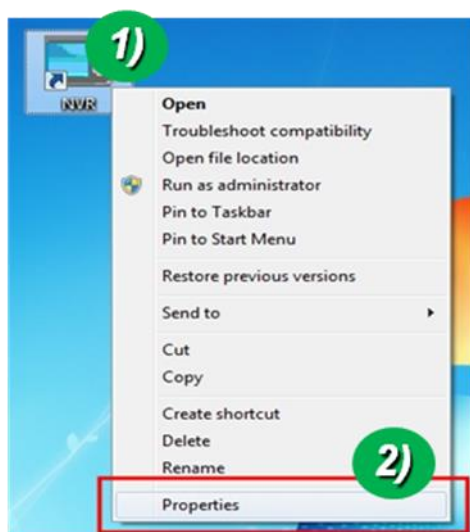 1)
NVR
Open
Troubleshoot compatibility
Open file location
Run as administrator
Pin to Taskbar
Pin to Start Menu
Restore previous versions
Send to
Cut
Copy
Create shortcut
Delete
Rename
2)
Properties